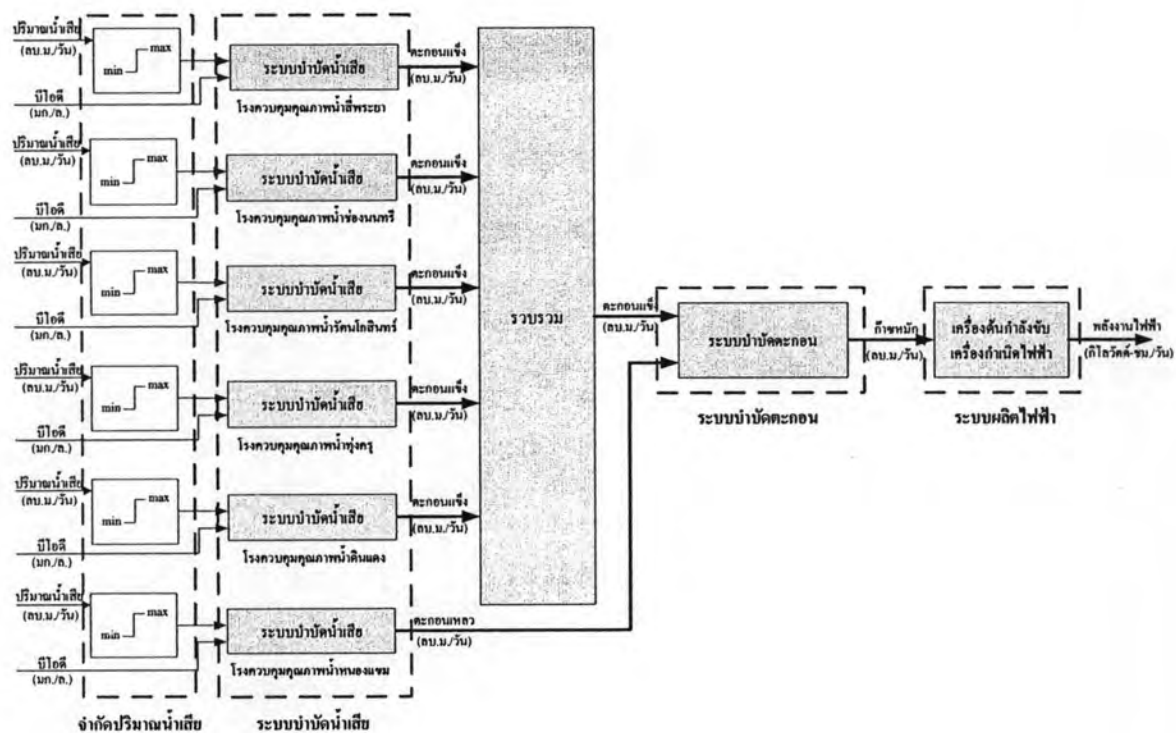 ปริมาณน้ำเสีย
(ลบ.ม./วัน)
max
min
บีโอดี
(มก./ล.)
ระบบบำบัดน้ำเสีย
โรงควบคุมคุณภาพน้ำสี่พระยา
ตะกอนแข็ง
(ลบ.ม./วัน)
ปริมาณน้ำเสีย
(ลบ.ม./วัน)
max
min
บีโอดี
(มก./ล.)
ระบบบำบัดน้ำเสีย
โรงควบคุมคุณภาพน้ำช่องนนทรี
ตะกอนแข็ง
(ลบ.ม./วัน)
ปริมาณน้ำเสีย
(ลบ.ม./วัน)
max
min
บีโอดี
(มก./ล.)
ระบบบำบัดน้ำเสีย
โรงควบคุมคุณภาพน้ำรัตนโกสินทร์
ตะกอนแข็ง
(ลบ.ม./วัน)
ปริมาณน้ำเสีย
(ลบ.ม./วัน)
max
min
บีโอดี
(มก./ล.)
ระบบบำบัดน้ำเสีย
โรงควบคุมคุณภาพน้ำทุ่งครุ
ตะกอนแข็ง
(ลบ.ม./วัน)
ปริมาณน้ำเสีย
(ลบ.ม./วัน)
max
min
บีโอดี
(มก./ล.)
ระบบบำบัดน้ำเสีย
โรงควบคุมคุณภาพน้ำดินแดง
ตะกอนแข็ง
(ลบ.ม./วัน)
ปริมาณน้ำเสีย
(ลบ.ม./วัน)
max
min
บีโอดี
(มก./ล.)
ระบบบำบัดน้ำเสีย
โรงควบคุมคุณภาพน้ำหนองแขม
ตะกอนเหลว
(ลบ.ม./วัน)
จำกัดปริมาณน้ำเสีย
ระบบบำบัดน้ำเสีย
รวบรวม
ตะกอนแข็ง
(ลบ.ม./วัน)
ระบบบำบัดตะกอน
ระบบบำบัดตะกอน
ก๊าซหมัก
(ลบ.ม./วัน)
เครื่องต้นกำลังขับ
เครื่องกำเนิดไฟฟ้า
ระบบผลิตไฟฟ้า
พลังงานไฟฟ้า
(กิโลวัตต์-ชม./วัน)